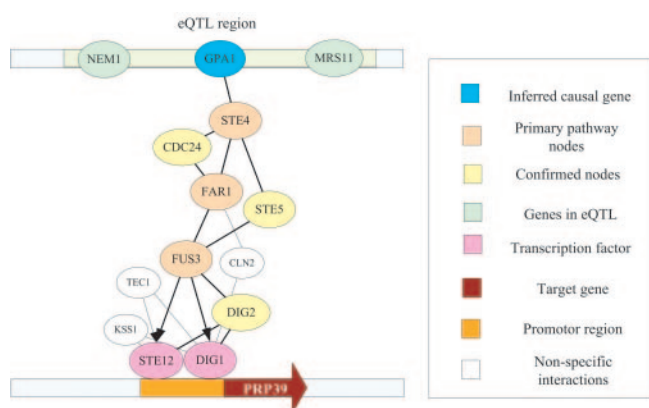 eQTL region
NEM1
GPA1
MRS11
STE4
CDC24
FAR1
STE5
FUS3
CLN2
TEC1
DIG2
KSS1
STE12
DIG1
PRP39
Inferred causal gene
Primary pathway
nodes
Confirmed nodes
Genes in eQTL
Transcription factor
Target gene
Promotor region
Non-specific
interactions